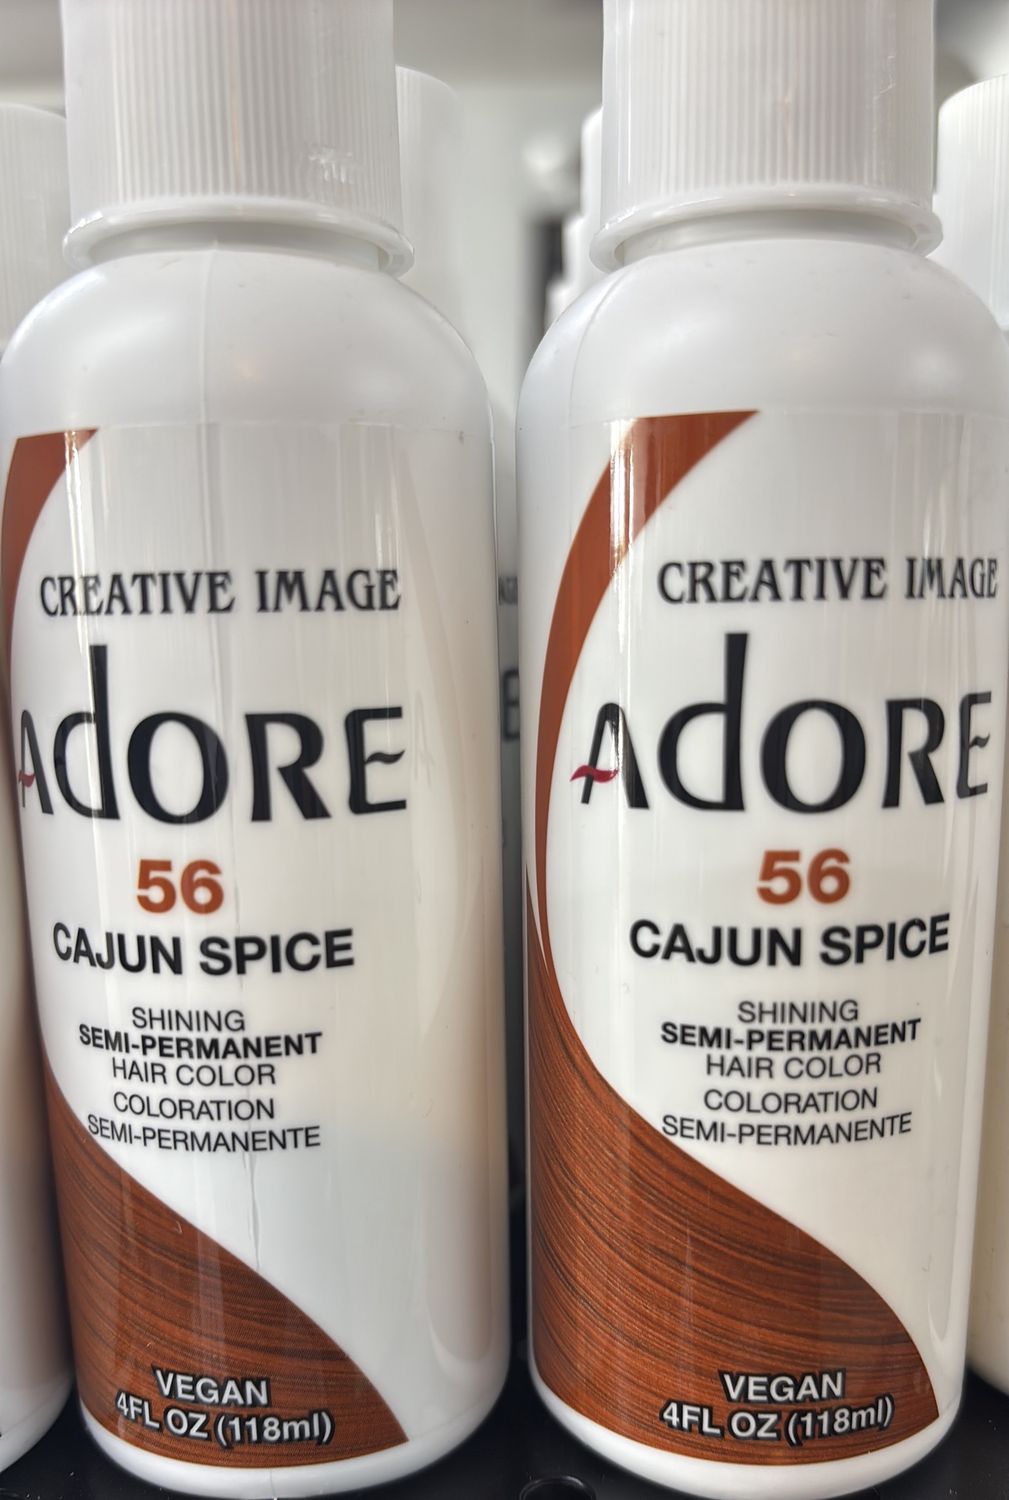 CREATIVE IMAGE
ADORE
56
CAJUN SPICE
SHINING
SEMI-PERMANENT
HAIR COLOR
COLORATION
SEMI-PERMANENTE
VEGAN
4FL OZ (118ml)
CREATIVE IMAGE
ADORE
56
CAJUN SPICE
SHINING
SEMI-PERMANENT
HAIR COLOR
COLORATION
SEMI-PERMANENTE
VEGAN
4FL OZ (118ml)